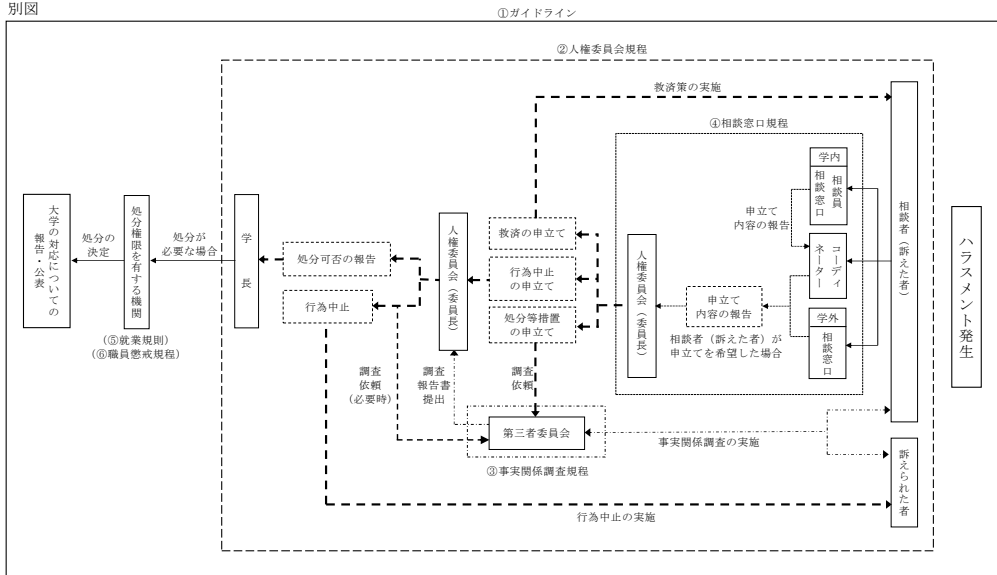 別図
①ガイドライン
②人権委員会規程
救済策の実施
④相談窓口規程
学内
相談員
相談窓口
申立て
内容の報告
コーディ
ネーター
学外
相談窓口
相談者（訴えた者）
ハラスメント発生
申立て
内容の報告
相談者（訴えた者）が
申立てを希望した場合
人権委員会（委員長）
救済の申立て
行為中止
の申立て
処分等措置
の申立て
人権委員会（委員長）
処分可否の報告
行為中止
学長
処分が
必要な場合
処分権限を有する機関
（⑤就業規則）
（⑥職員懲戒規程）
処分の
決定
大学の対応についての
報告・公表
調査
依頼
（必要時）
調査
報告書
提出
調査
依頼
第三者委員会
③事実関係調査規程
事実関係調査の実施
訴えられた者
行為中止の実施